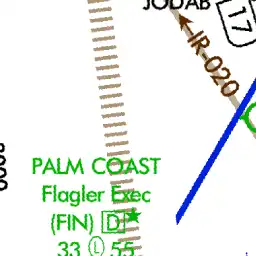 JODAB
17
IR-020
PALM COAST
Flagler Exec
(FIN) D★
33 Ⓛ 55